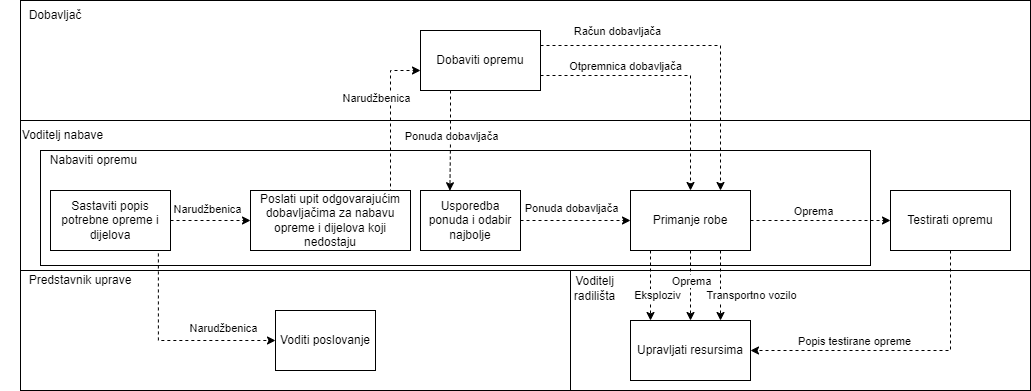 Dobavljač
Račun dobavljača
Dobaviti opremu
Otpremnica dobavljača
Narudžbenica
Voditelj nabave
Ponuda dobavljača
Nabaviti opremu
Sastaviti popis
potrebne opreme i
dijelova
Narudžbenica
Poslati upit odgovarajućim
dobavljačima za nabavu
opreme i dijelova koji
nedostaju
Usporedba
ponuda i odabir
najbolje
Ponuda dobavljača
Primanje robe
Oprema
Testirati opremu
Predstavnik uprave
Voditelj
radilišta
Oprema
Eksploziv
Transportno vozilo
Narudžbenica
Voditi poslovanje
Upravljati resursima
Popis testirane opreme